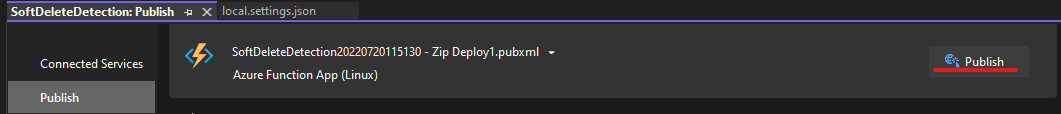 SoftDeleteDetection: Publish
local.settings.json
Connected Services
Publish
SoftDeleteDetection20220720115130 - Zip Deploy1.pubxml
Azure Function App (Linux)
Publish